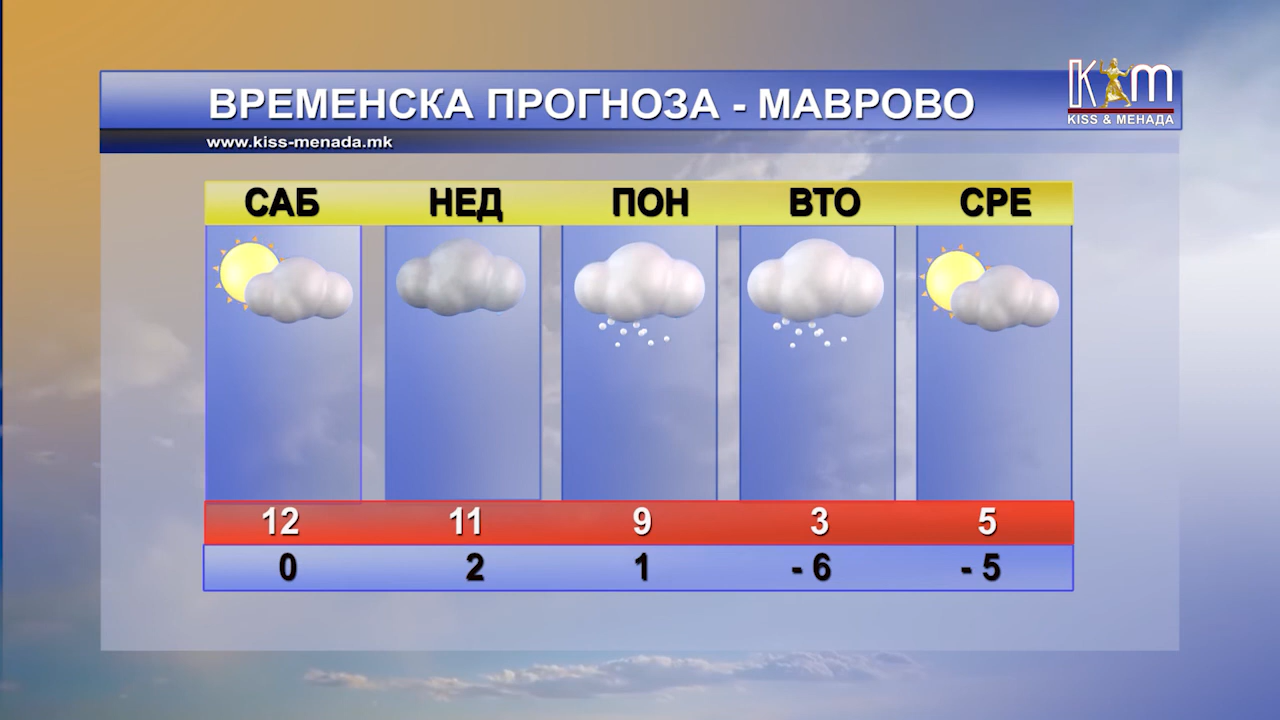 ВРЕМЕНСКА ПРОГНОЗА - МАВРОВО
K m
KISS & МЕНАДА
www.kiss-menada.mk
САБ НЕД ПОН ВТО СРЕ
12 11 9 3 5
0 2 1 - 6 - 5